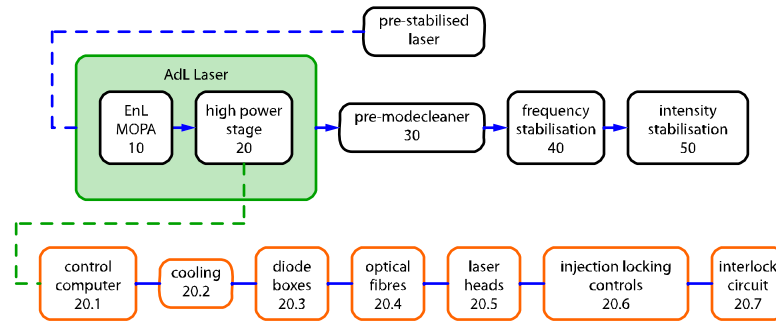 pre-stabilised
laser
AdL Laser
EnL
MOPA
10
high power
stage
20
pre-modecleaner
30
frequency
stabilisation
40
intensity
stabilisation
50
control
computer
20.1
cooling
20.2
diode
boxes
20.3
optical
fibres
20.4
laser
heads
20.5
injection locking
controls
20.6
interlock
circuit
20.7